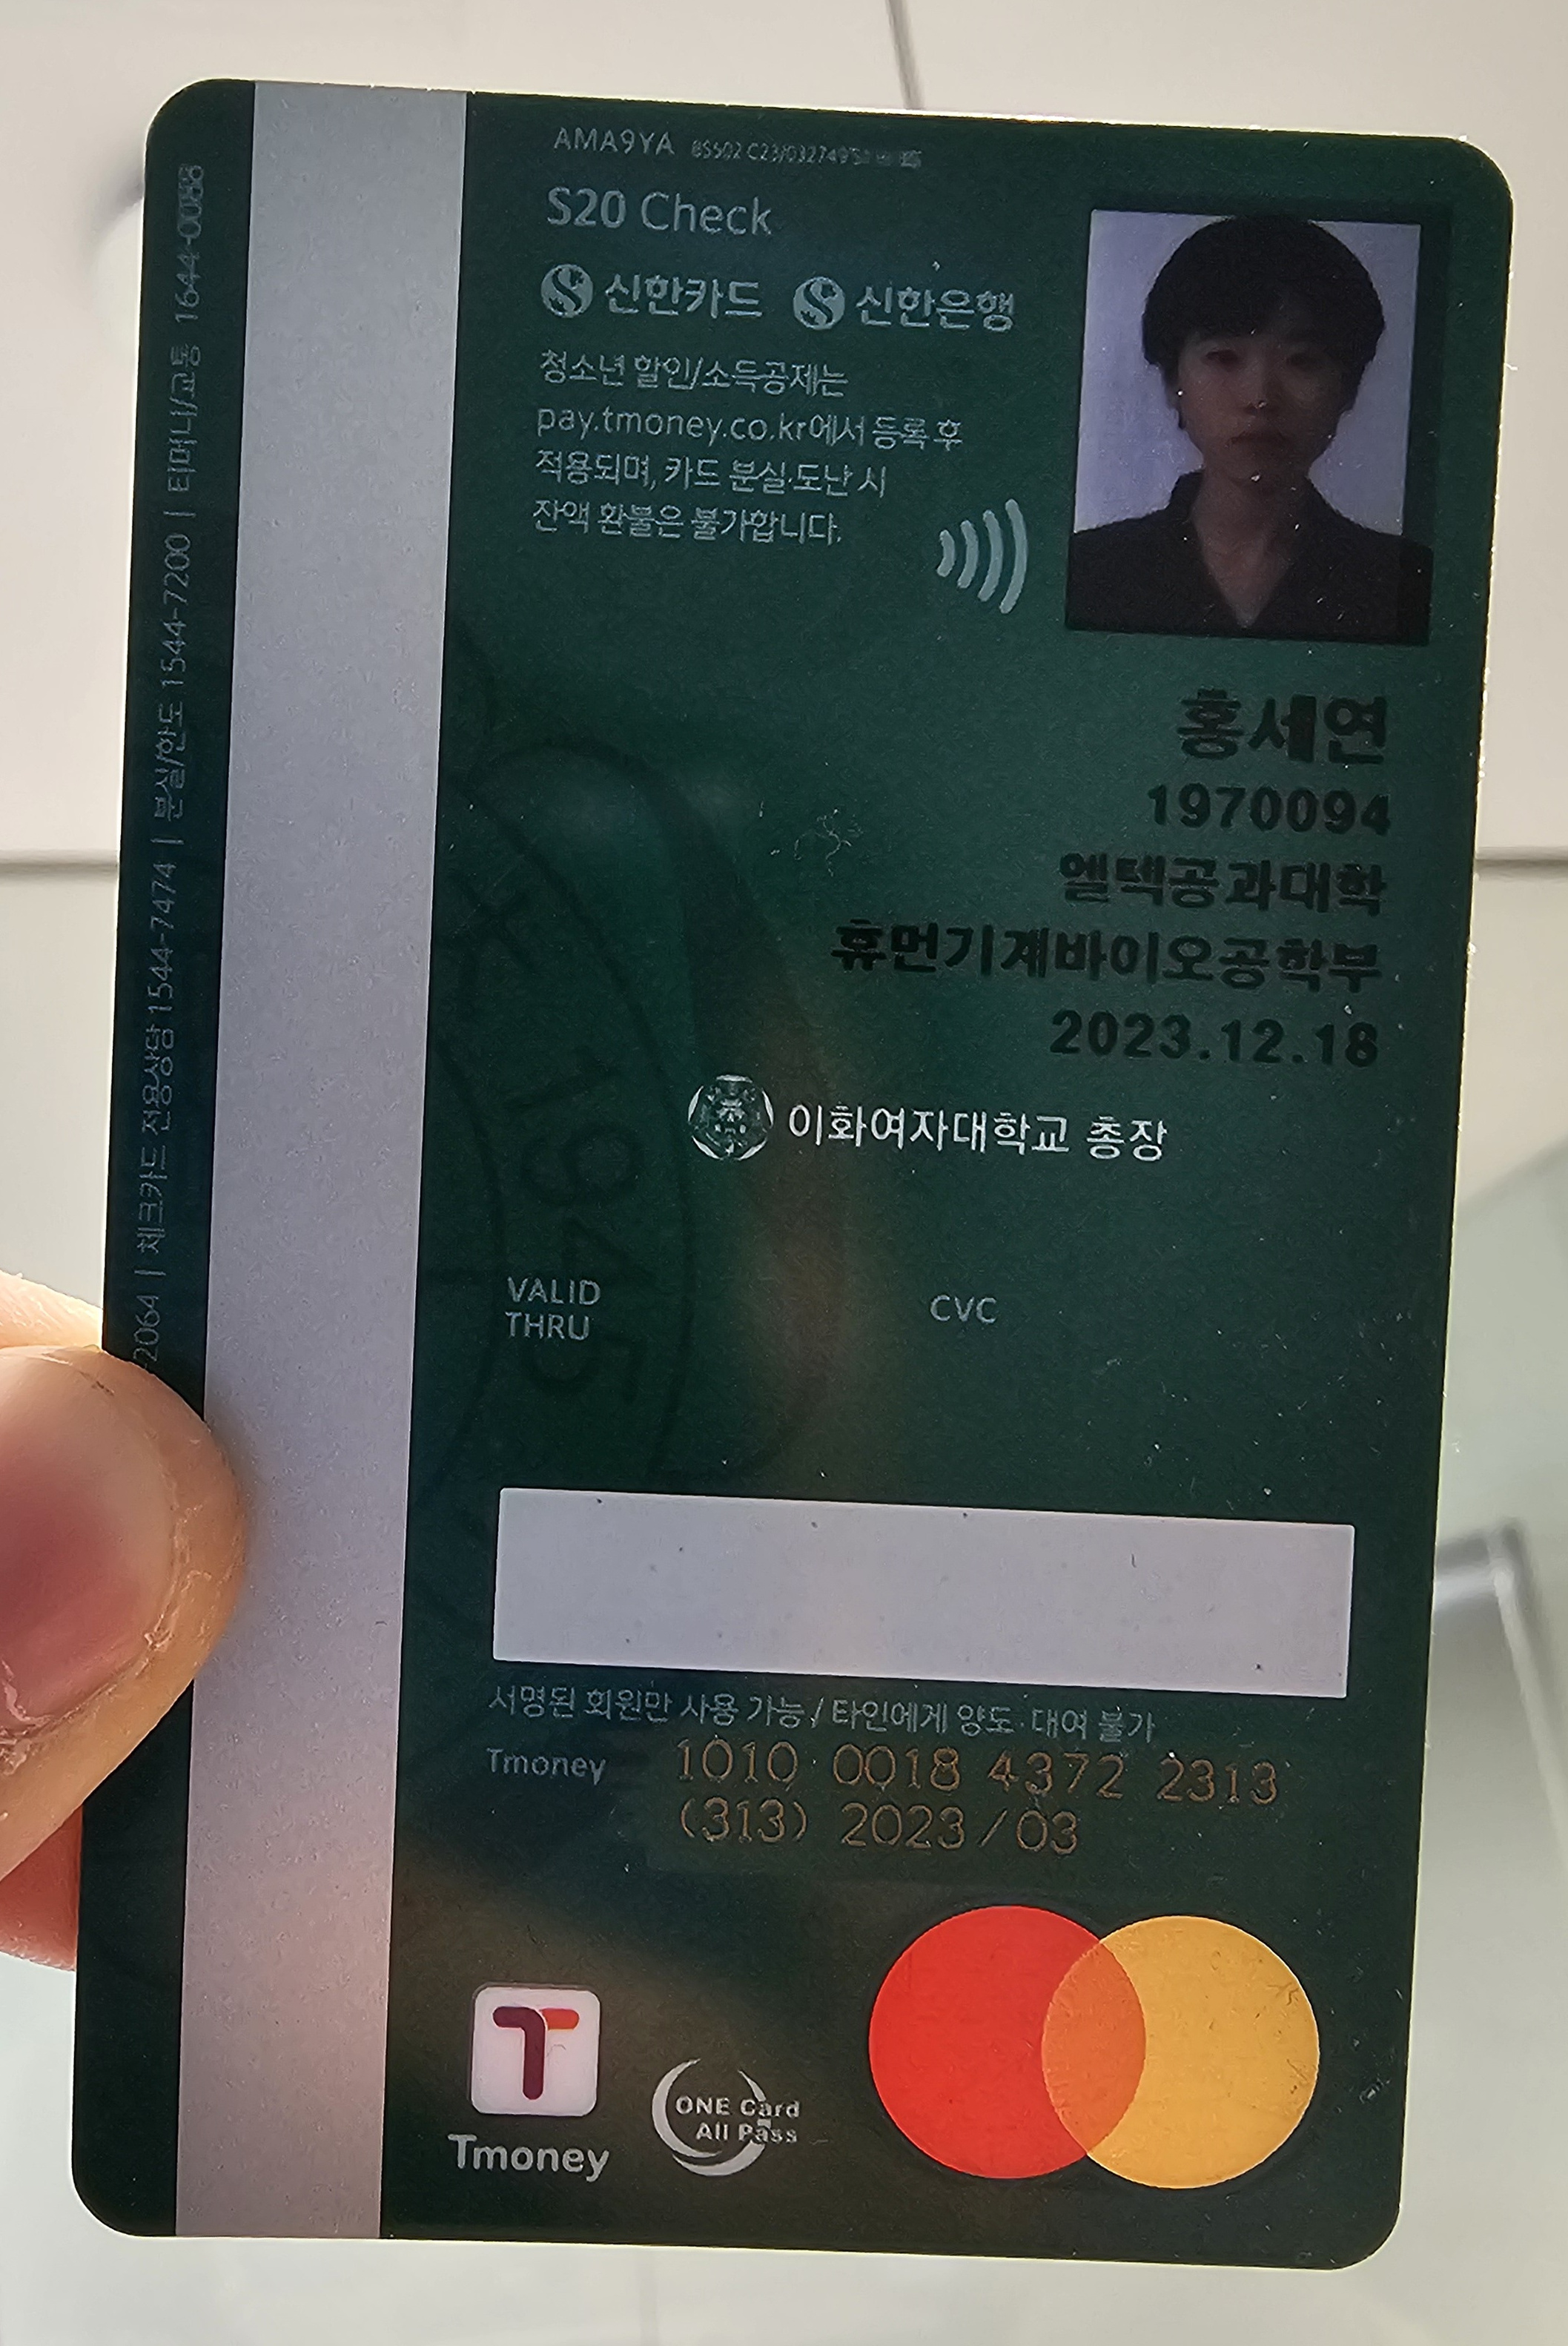 AMA9YA
S20 Check
신한카드 신한은행
청소년 할인/소득공제는
pay.tmoney.co.kr에서 등록 후
적용되며, 카드 분실·도난 시
잔액 환불은 불가합니다.
홍세연
1970094
엘텍공과대학
휴먼기계바이오공학부
2023.12.18
이화여자대학교 총장
VALID
THRU
CVC
서명된 회원만 사용 가능 / 타인에게 양도·대여 불가
Tmoney 1010 0018 4372 2313
(313) 2023/03
Tmoney
ONE Card
All Pass
2064 | 체크카드 전용상담 1544-7474 | 분실/한도 1544-7200 | 티머니/교통 1644-0088
1945